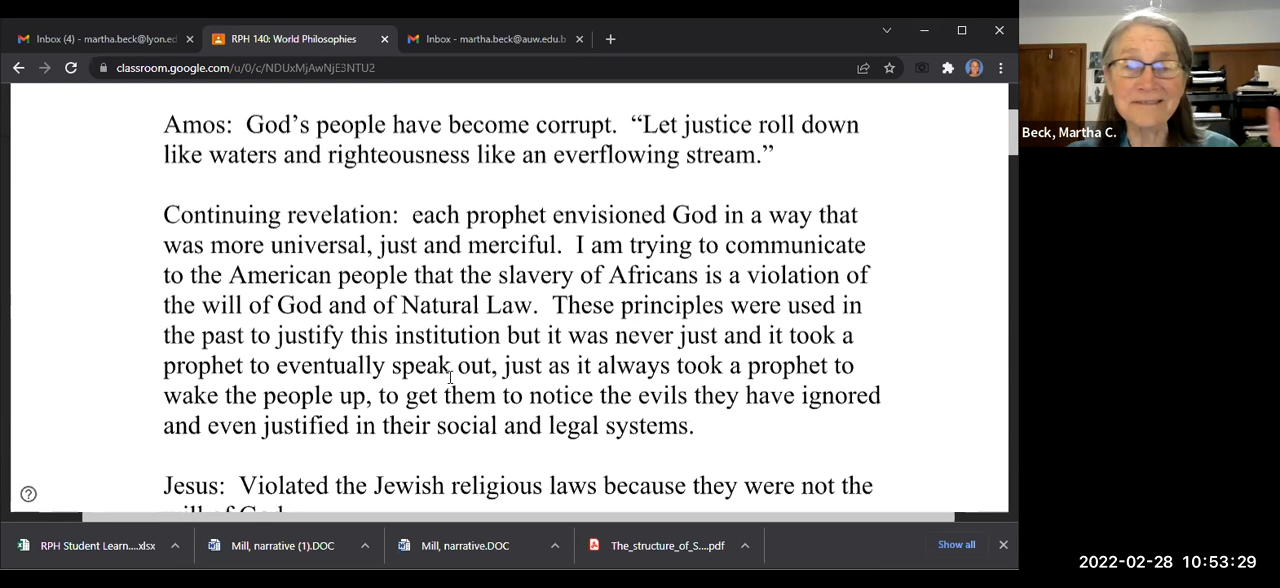 Inbox (4) - martha.beck@lyon.ed
RPH 140: World Philosophies
Inbox - martha.beck@auw.edu.b
classroom.google.com/u/0/c/NDUxMjAwNjE3NTU2
Amos: God’s people have become corrupt. “Let justice roll down
like waters and righteousness like an everflowing stream.”
Continuing revelation: each prophet envisioned God in a way that
was more universal, just and merciful. I am trying to communicate
to the American people that the slavery of Africans is a violation of
the will of God and of Natural Law. These principles were used in
the past to justify this institution but it was never just and it took a
prophet to eventually speak out, just as it always took a prophet to
wake the people up, to get them to notice the evils they have ignored
and even justified in their social and legal systems.
Jesus: Violated the Jewish religious laws because they were not the
Beck, Martha C.
RPH Student Learn....xlsx
Mill, narrative (1).DOC
Mill, narrative.DOC
The_structure_of_S....pdf
Show all
2022-02-28 10:53:29